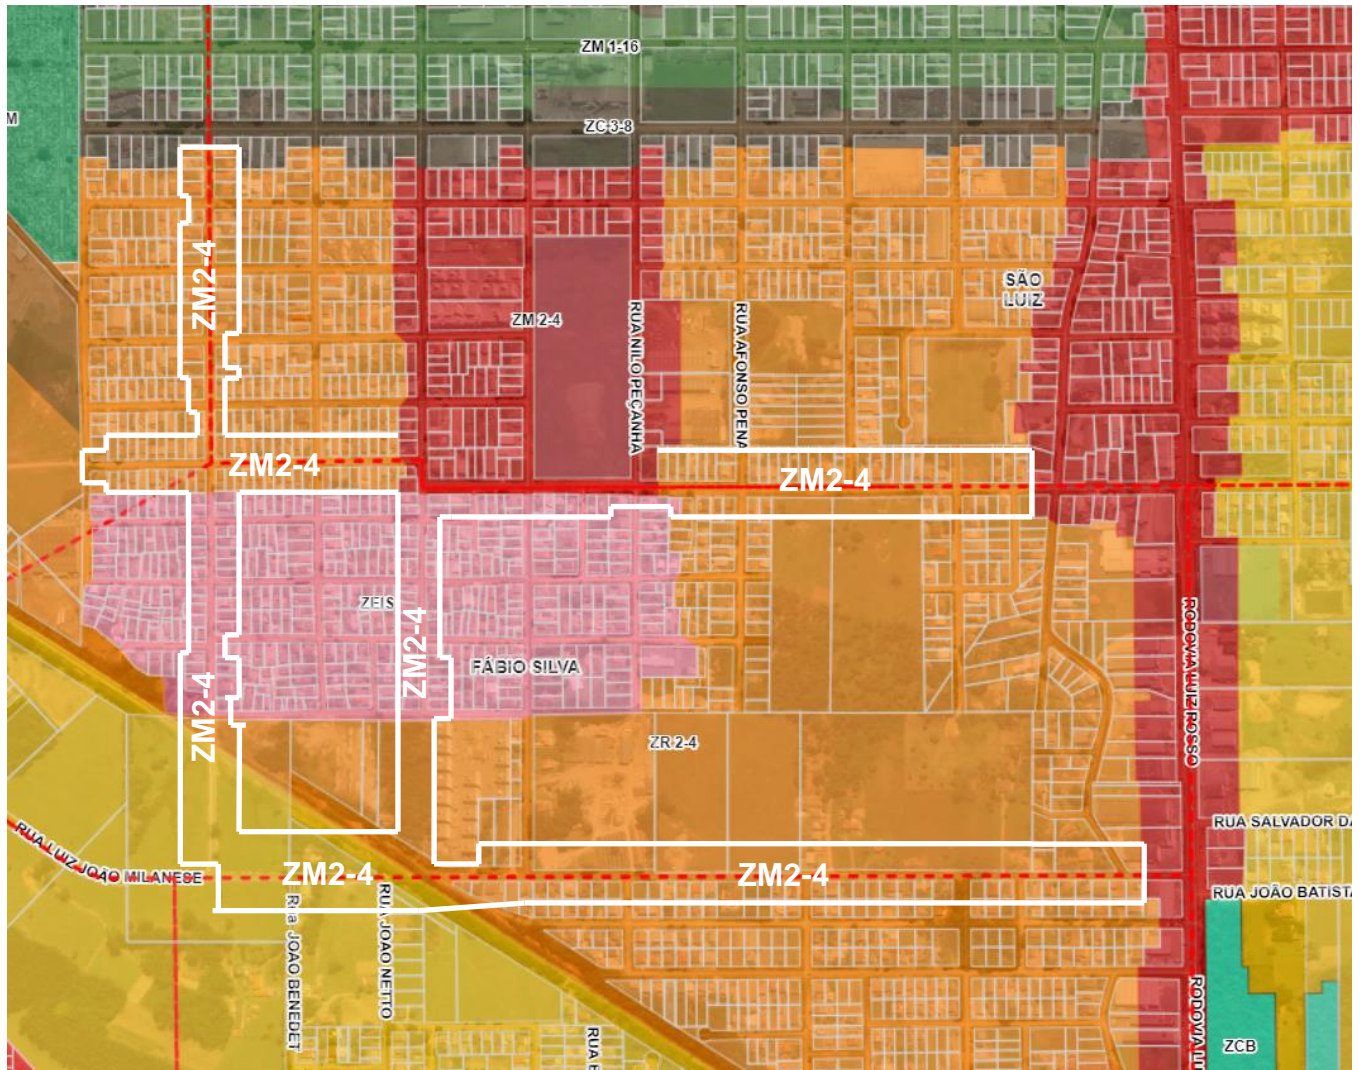 ZM 1-16
M
ZC 3-8
ZM2-4
SÃO
LUIZ
ZM 2-4
RUA NILO PEÇANHA
RUA AFONSO PENA
ZM2-4
ZM2-4
ZEIS
ZM2-4
FÁBIO SILVA
ZM2-4
ZR 2-4
RODOVIA LUIZ ROSSO
RUA SALVADOR DA
RUA LUIZ JOÃO MILANESE
ZM2-4
ZM2-4
RUA JOÃO BATISTA
Rua JOAO BENEDET
RUA JOAO NETTO
RODOVIA LU
RUA
ZCB